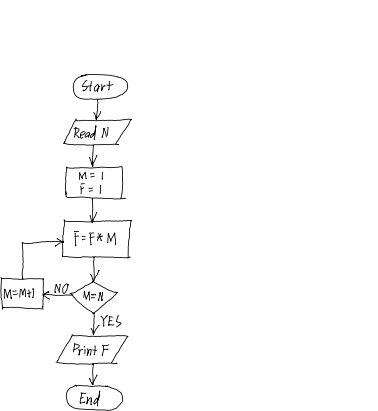 Start
Read N
M = 1
F = 1
F = F * M
M=N
NO
M=M+1
YES
Print F
End